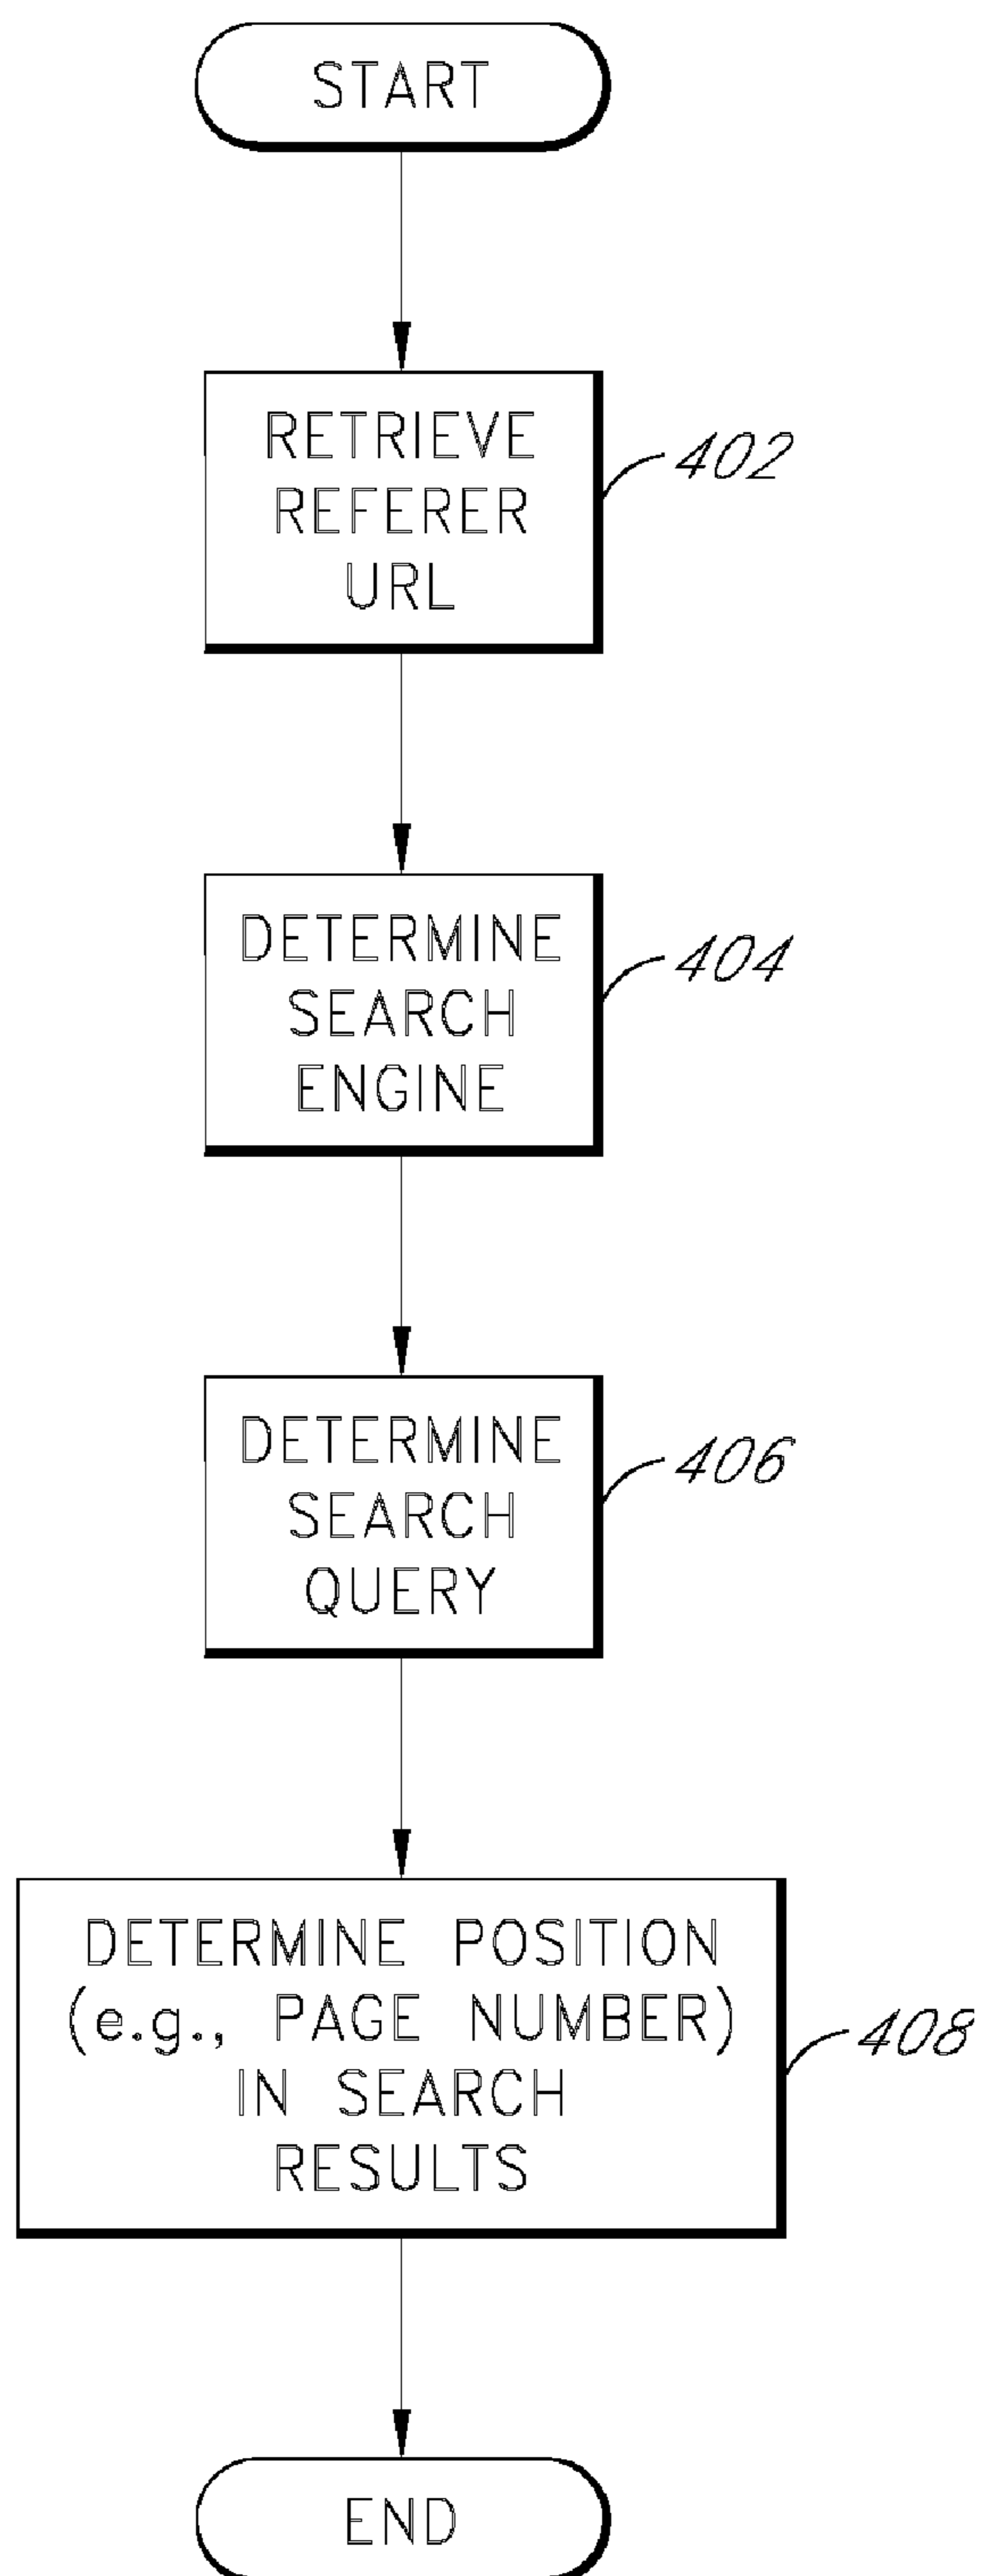 START
RETRIEVE
REFERER
URL
402
DETERMINE
SEARCH
ENGINE
404
DETERMINE
SEARCH
QUERY
406
DETERMINE POSITION
(e.g., PAGE NUMBER)
IN SEARCH
RESULTS
408
END